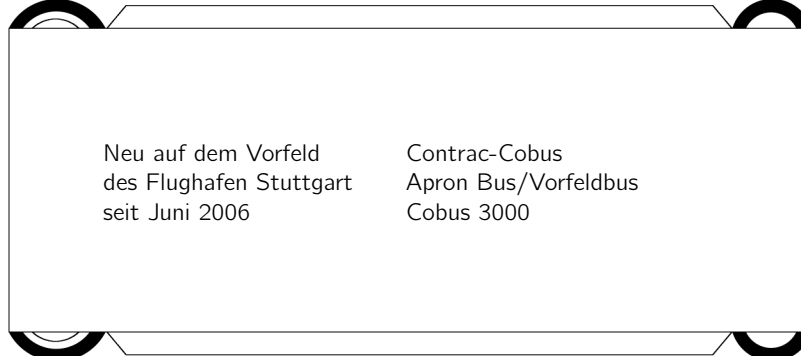 Neu auf dem Vorfeld
des Flughafen Stuttgart
seit Juni 2006
Contrac-Cobus
Apron Bus/Vorfeldbus
Cobus 3000